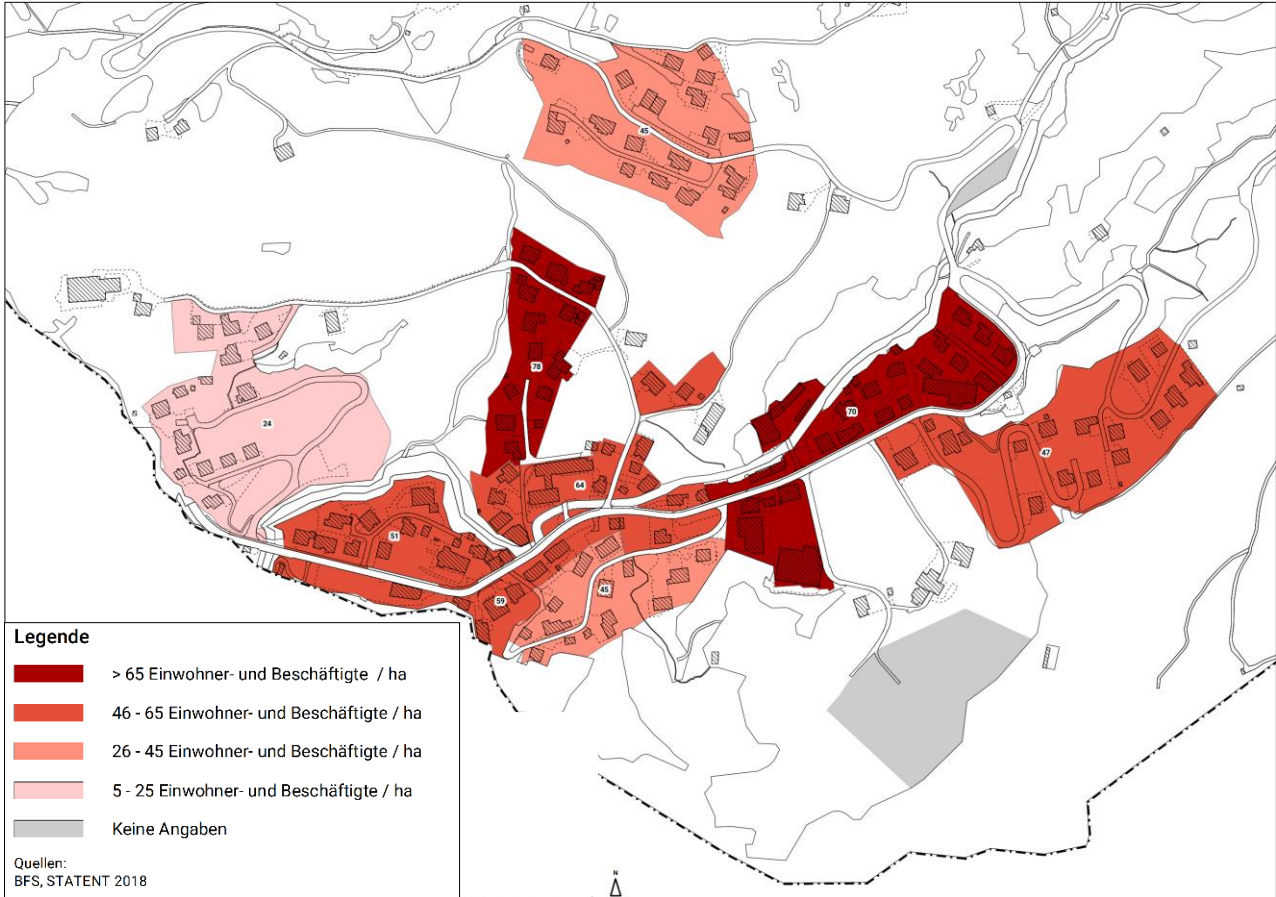 45
78
24
70
47
64
51
59
45
Legende
> 65 Einwohner- und Beschäftigte / ha
46 - 65 Einwohner- und Beschäftigte / ha
26 - 45 Einwohner- und Beschäftigte / ha
5 - 25 Einwohner- und Beschäftigte / ha
Keine Angaben
Quellen:
BFS, STATENT 2018
N